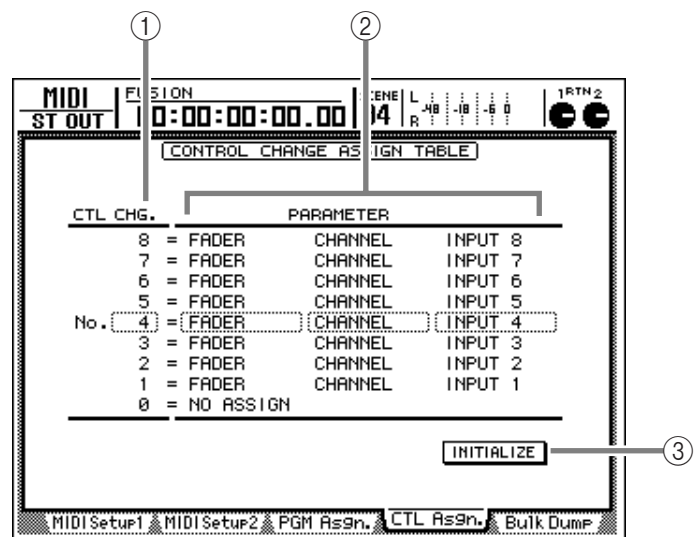 ① ②
MIDI FUSION SCENE L -48 -18 -6 0 1RTN2
ST OUT 00:00:00:00.00 04 R
CONTROL CHANGE ASSIGN TABLE
CTL CHG. PARAMETER
8 = FADER CHANNEL INPUT 8
7 = FADER CHANNEL INPUT 7
6 = FADER CHANNEL INPUT 6
5 = FADER CHANNEL INPUT 5
No. 4 = FADER CHANNEL INPUT 4
3 = FADER CHANNEL INPUT 3
2 = FADER CHANNEL INPUT 2
1 = FADER CHANNEL INPUT 1
0 = NO ASSIGN
INITIALIZE ③
MIDI Setup1 MIDI Setup2 PGM Asgn. CTL Asgn. Bulk Dump